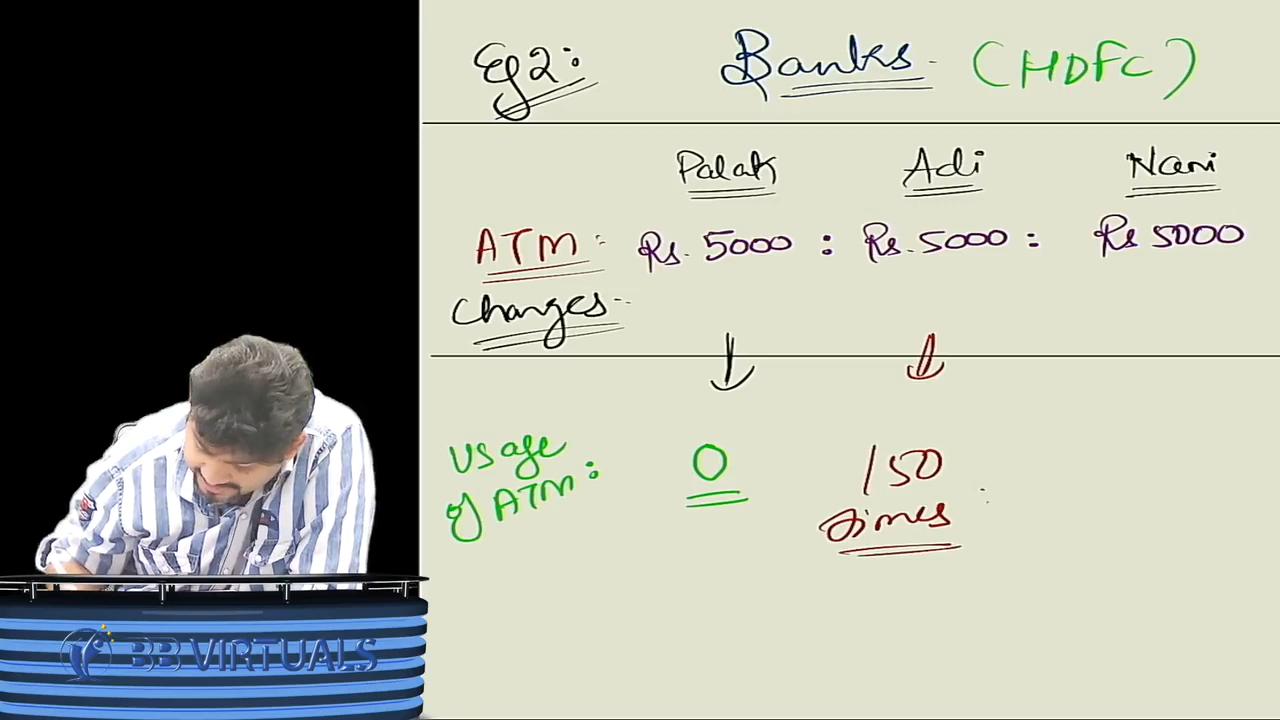 Eg 2: Banks. (HDFC)
Palak Adi Nani
ATM: Rs. 5000 : Rs. 5000 : Rs 5000
Charges
Usage of ATM: 0 150 times
BB VIRTUALS